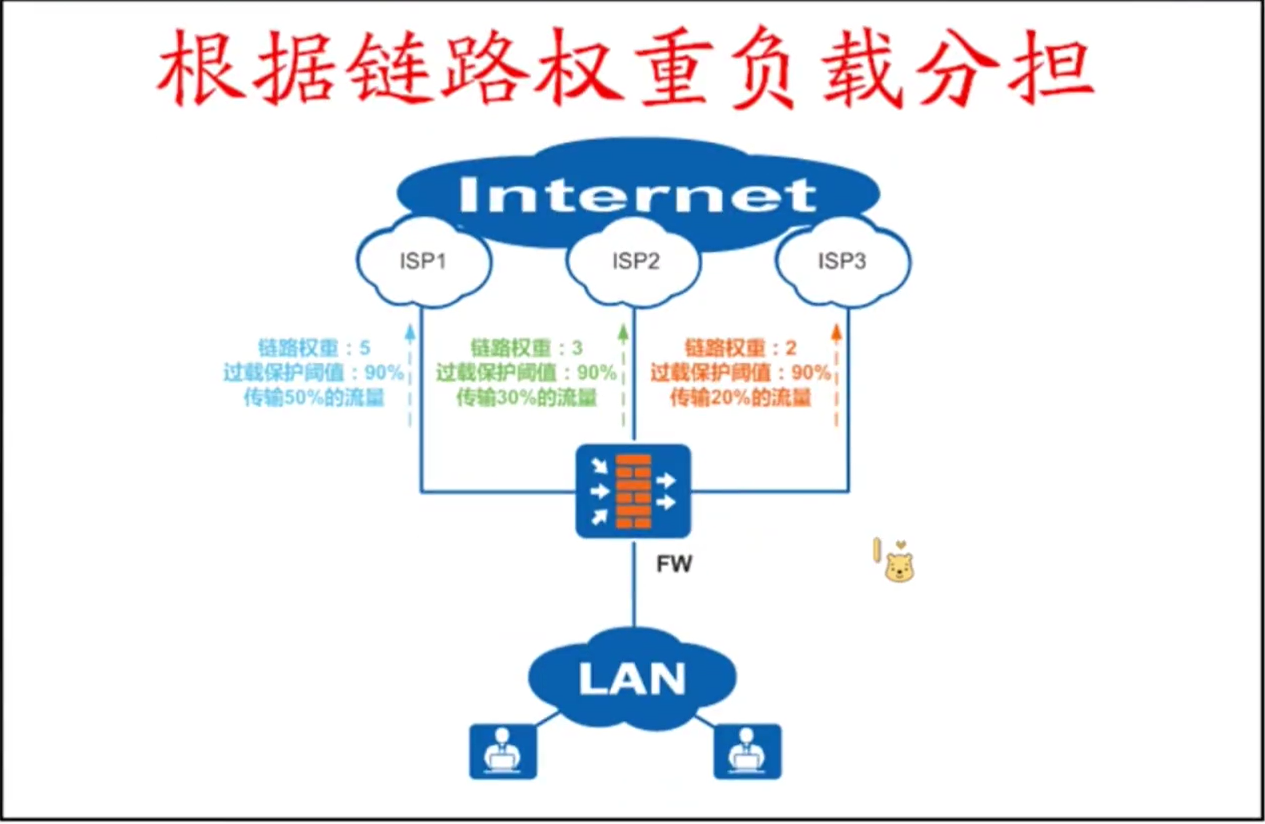 根据链路权重负载分担
Internet
ISP1
ISP2
ISP3
链路权重：5
过载保护阈值：90%
传输50%的流量
链路权重：3
过载保护阈值：90%
传输30%的流量
链路权重：2
过载保护阈值：90%
传输20%的流量
FW
LAN